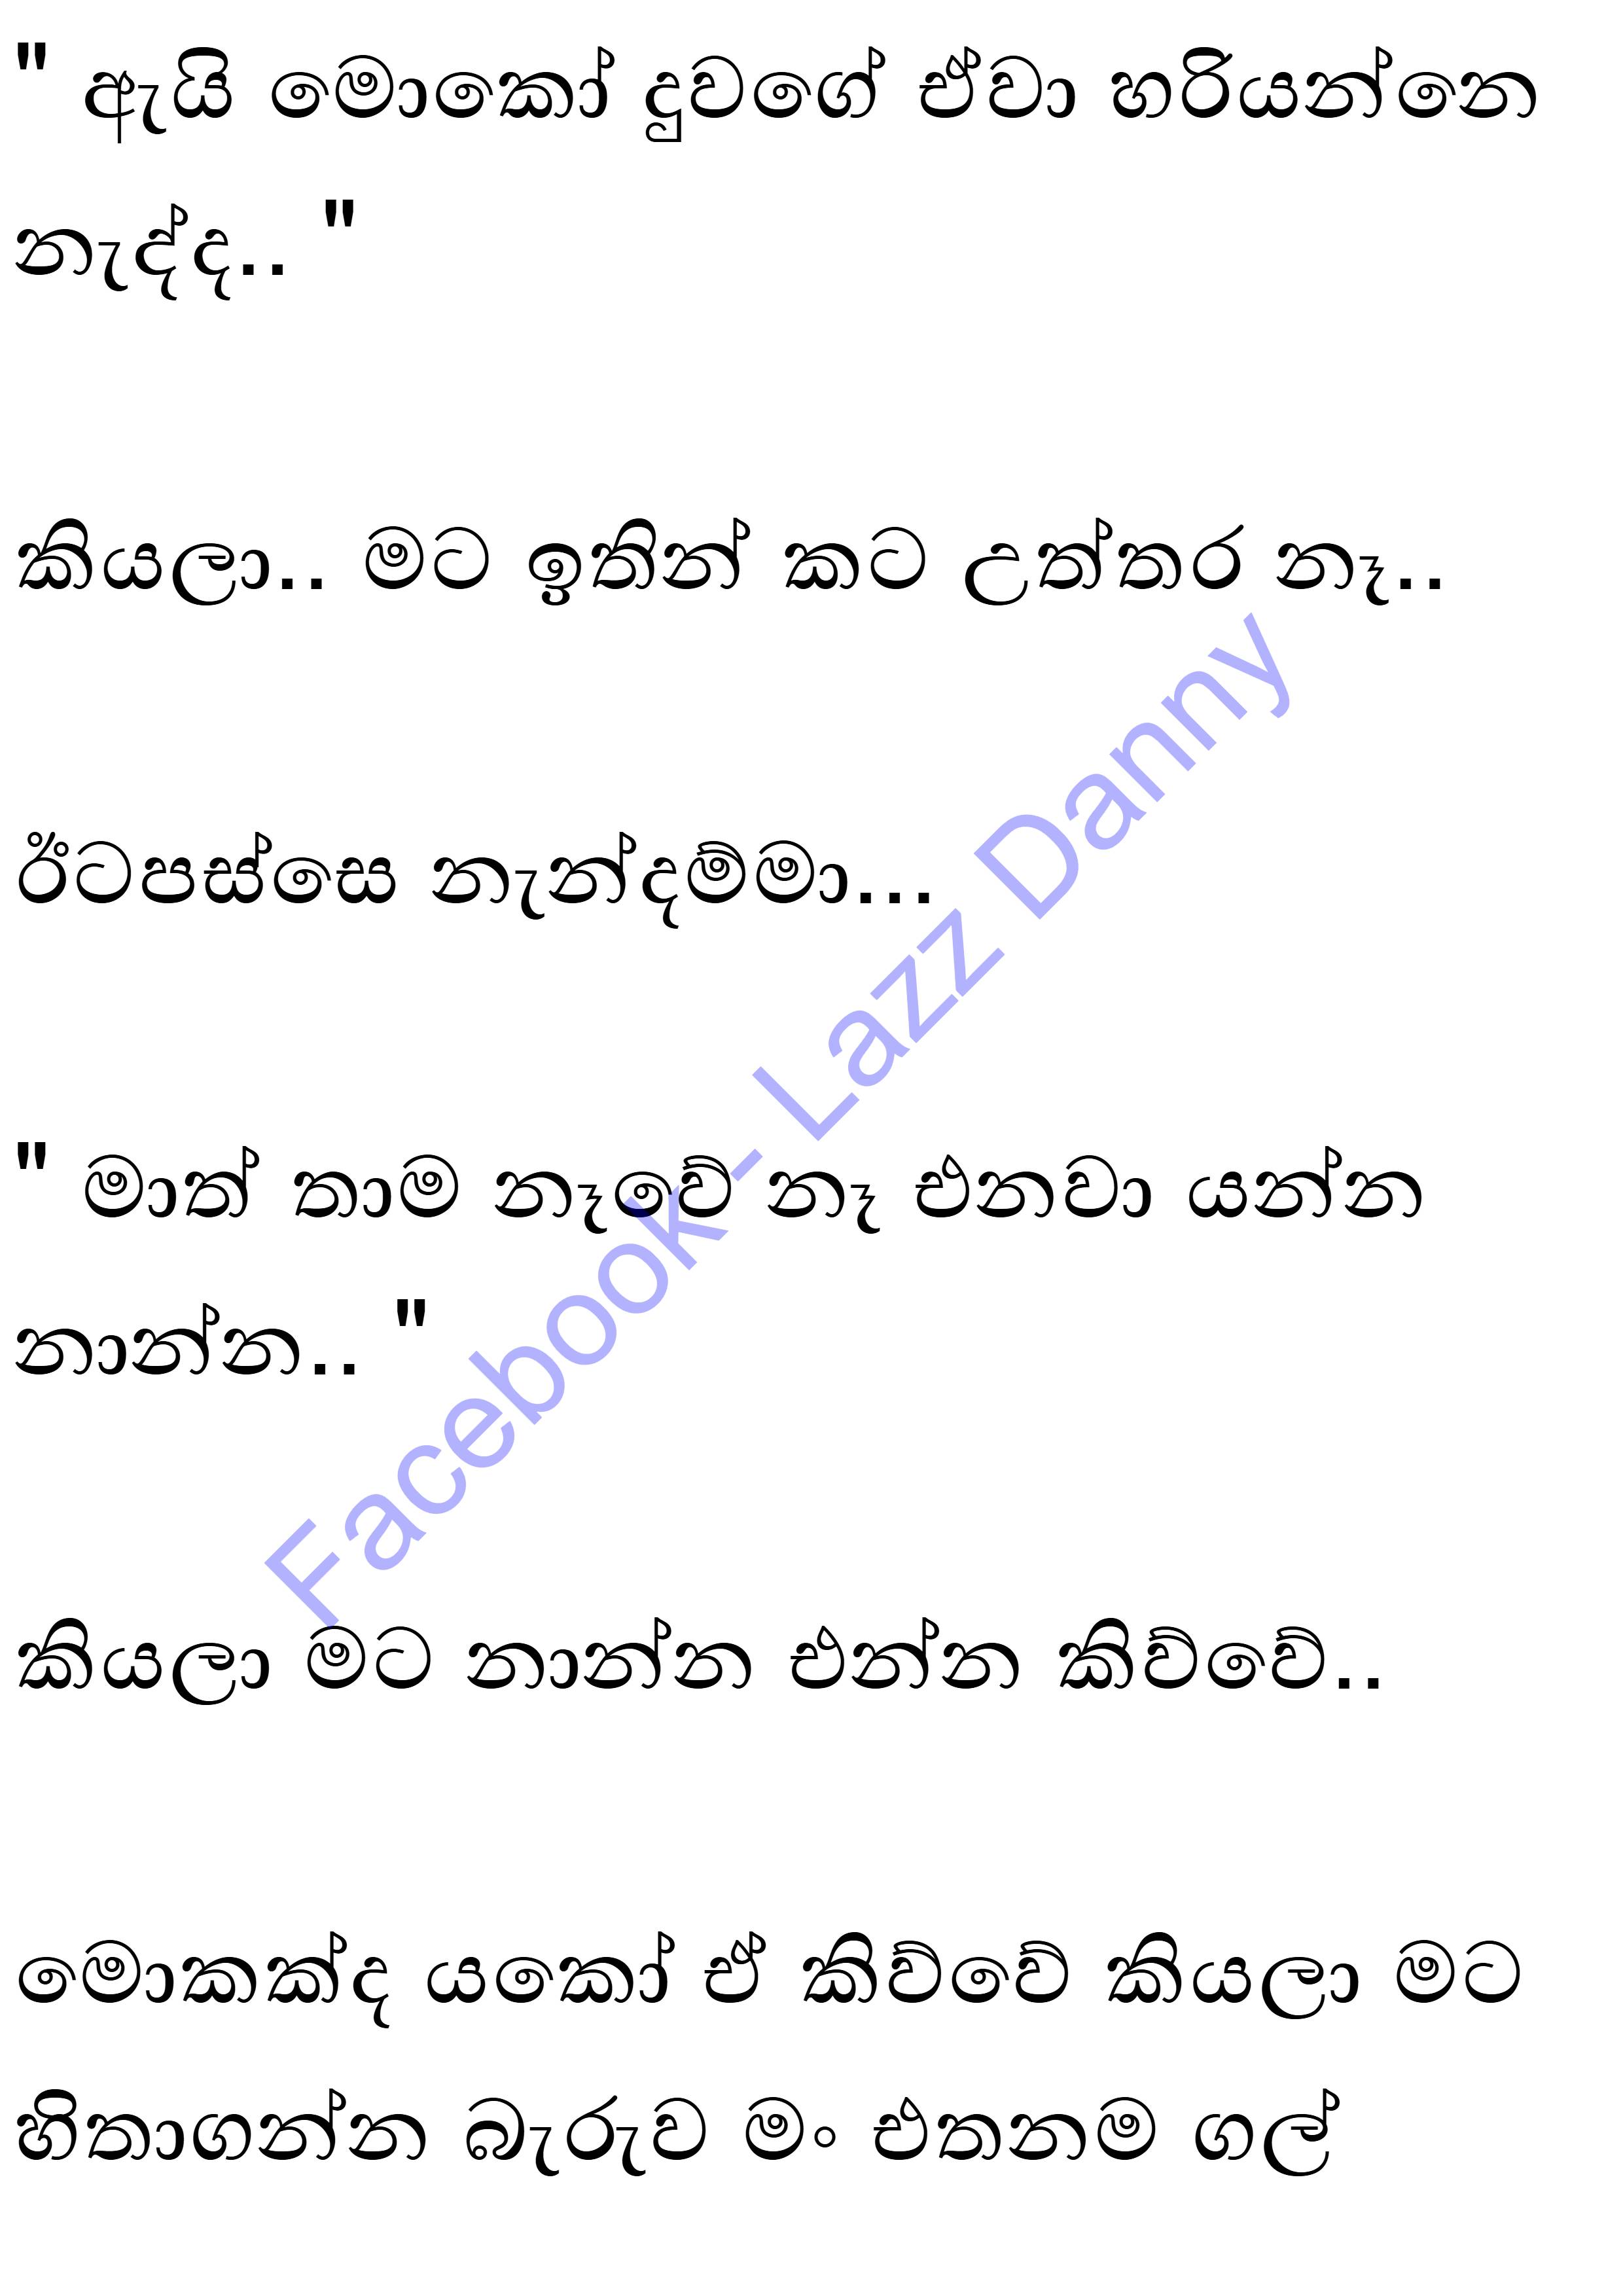 " ඇයි මොකෝ දුවගේ ඒවා හරියන්නෙ
නැද්ද.. "
කියලා.. මට ඉතින් කට උත්තර නෑ..
ඊටපස්සෙ නැන්දම්මා...
" මාත් තාම නෑවේ නෑ එනවා යන්න
නාන්න.. "
කියලා මට නාන්න එන්න කිව්වේ..
මොකක්ද යකෝ ඒ කිව්වේ කියලා මට
හිතාගන්න බැරුව මං එතනම ගල්
Facebook- Lazz Danny